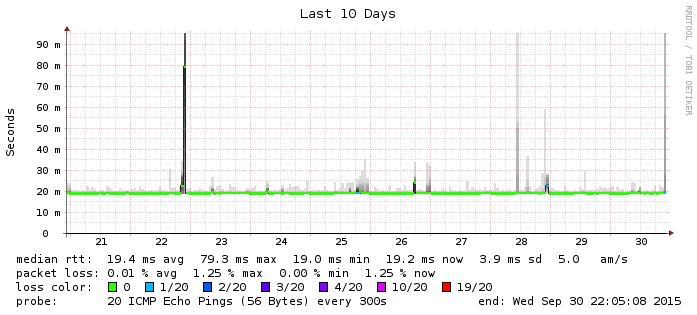 Last 10 Days
RRDTOOL / TOBI OETIKER
Seconds
90 m
80 m
70 m
60 m
50 m
40 m
30 m
20 m
10 m
0
21 22 23 24 25 26 27 28 29 30
median rtt: 19.4 ms avg 79.3 ms max 19.0 ms min 19.2 ms now 3.9 ms sd 5.0 am/s
packet loss: 0.01 % avg 1.25 % max 0.00 % min 1.25 % now
loss color: 0 1/20 2/20 3/20 4/20 10/20 19/20
probe: 20 ICMP Echo Pings (56 Bytes) every 300s end: Wed Sep 30 22:05:08 2015